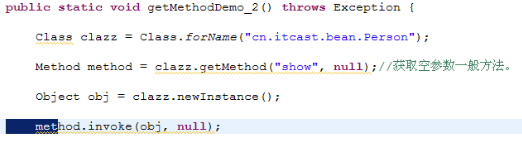 public static void getMethodDemo_2() throws Exception {
Class clazz = Class.forName("cn.itcast.bean.Person");
Method method = clazz.getMethod("show", null);//获取空参数一般方法。
Object obj = clazz.newInstance();
method.invoke(obj, null);